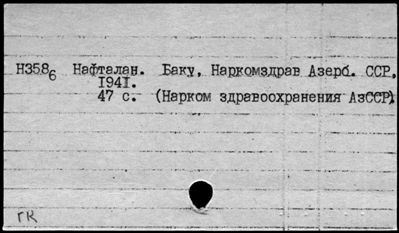 Н3586 Нафталан. Баку, Наркомздрав Азерб. ССР,
1941.
47 с. (Нарком здравоохранения АзССР)
ГК